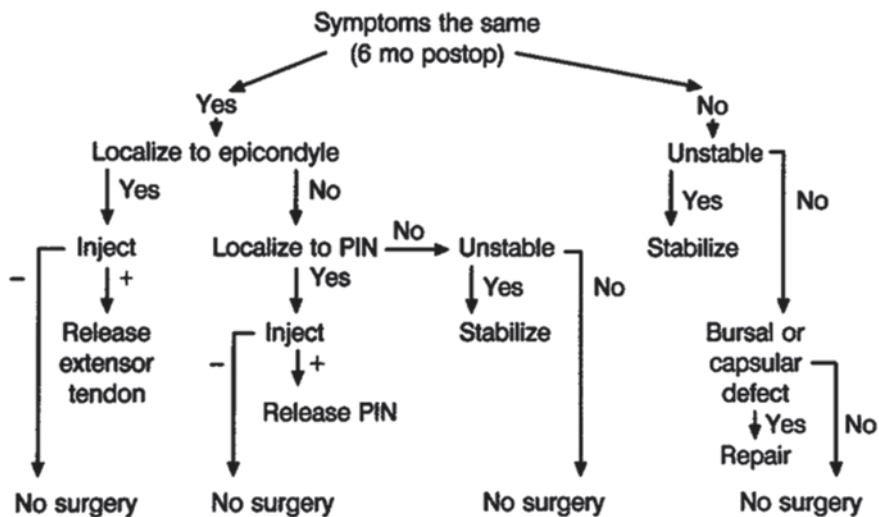 Symptoms the same
(6 mo postop)
Yes
No
Localize to epicondyle
Unstable
Yes
No
Yes
No
Inject
Localize to PIN
No
Unstable
Stabilize
–
+
Yes
Yes
No
Release
extensor
tendon
Inject
Stabilize
Bursal or
capsular
defect
–
+
Release PIN
Yes
No
Repair
No surgery
No surgery
No surgery
No surgery